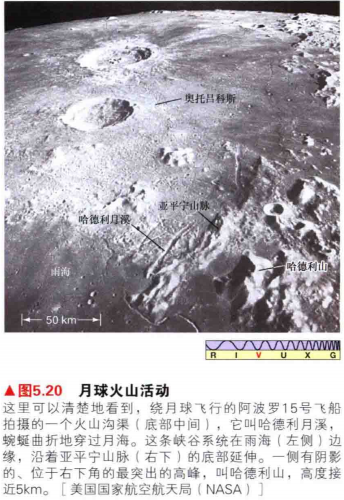 奥托吕科斯
亚平宁山脉
哈德利月溪
哈德利山
雨海
50 km
R I V U X G
▲图5.20 月球火山活动
这里可以清楚地看到，绕月球飞行的阿波罗15号飞船
拍摄的一个火山沟渠（底部中间），它叫哈德利月溪，
蜿蜒曲折地穿过月海。这条峡谷系统在雨海（左侧）边
缘，沿着亚平宁山脉（右下）的底部延伸。一侧有阴影
的、位于右下角的最突出的高峰，叫哈德利山，高度接
近5km。［美国国家航空航天局（NASA）］